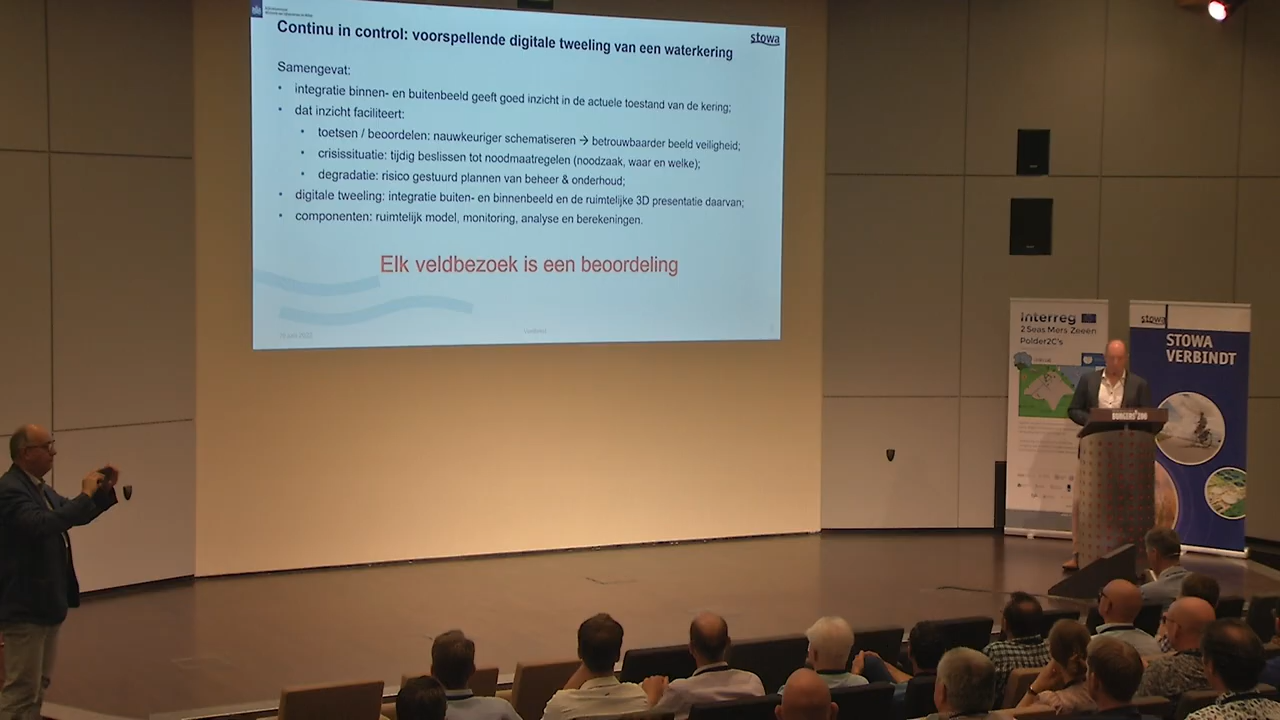 Continu in control: voorspellende digitale tweeling van een waterkering
stowa
Samengevat:
• integratie binnen- en buitenbeeld geeft goed inzicht in de actuele toestand van de kering;
• dat inzicht faciliteert:
• toetsen / beoordelen: nauwkeuriger schematiseren → betrouwbaarder beeld veiligheid;
• crisissituatie: tijdig beslissen tot noodmaatregelen (noodzaak, waar en welke);
• degradatie: risico gestuurd plannen van beheer & onderhoud;
• digitale tweeling: integratie buiten- en binnenbeeld en de ruimtelijke 3D presentatie daarvan;
• componenten: ruimtelijk model, monitoring, analyse en berekeningen.
Elk veldbezoek is een beoordeling
Interreg
2 Seas Mers Zeeën
Polder2C's
stowa
STOWA
VERBINDT
BURGERS' ZOO